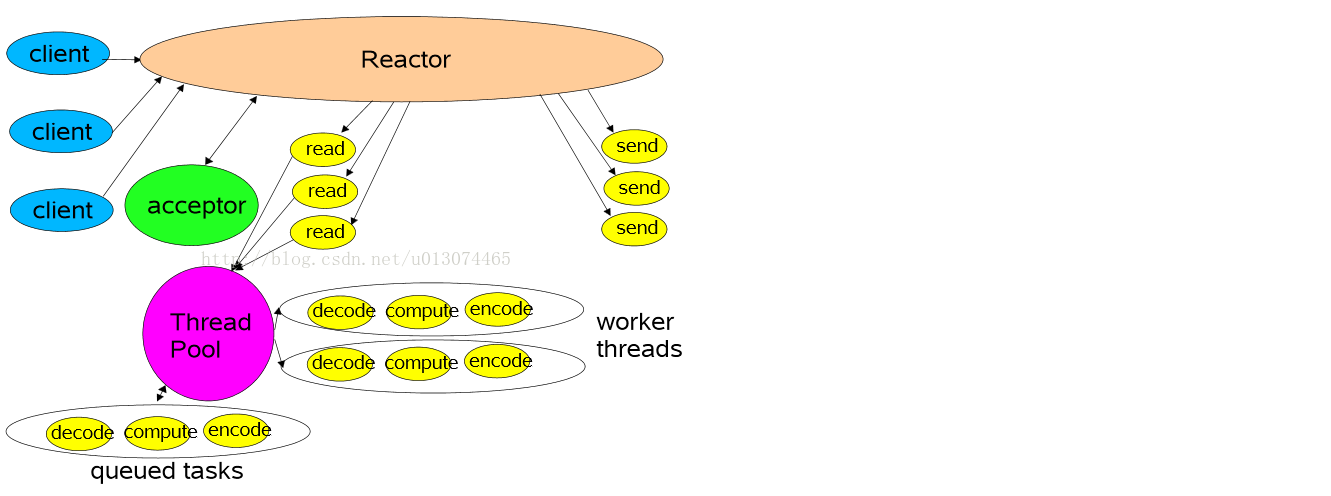 client
Reactor
client
read
send
client
acceptor
read
send
read
send
http://blog.csdn.net/u013074465
Thread
Pool
decode compute encode
worker
threads
decode compute encode
decode compute encode
queued tasks